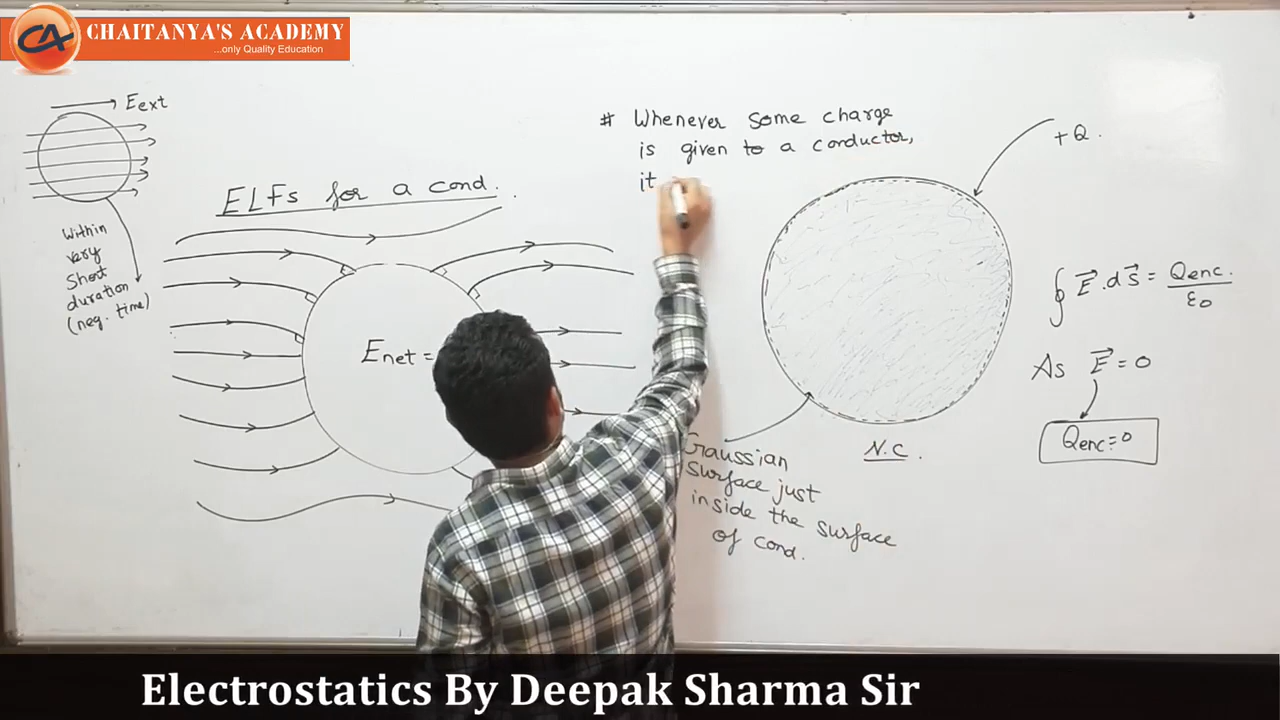 CHAITANYA'S ACADEMY
...only Quality Education
CA
Eext
Within
very
Short
duration
(neg. time)
ELFs for a cond.
Enet =
# Whenever some charge
is given to a conductor,
it
+Q.
∮ E⃗.dS⃗ = Qenc. / ε0
As E⃗ = 0
Qenc = 0
N.C.
Gaussian
surface just
inside the surface
of cond.
Electrostatics By Deepak Sharma Sir